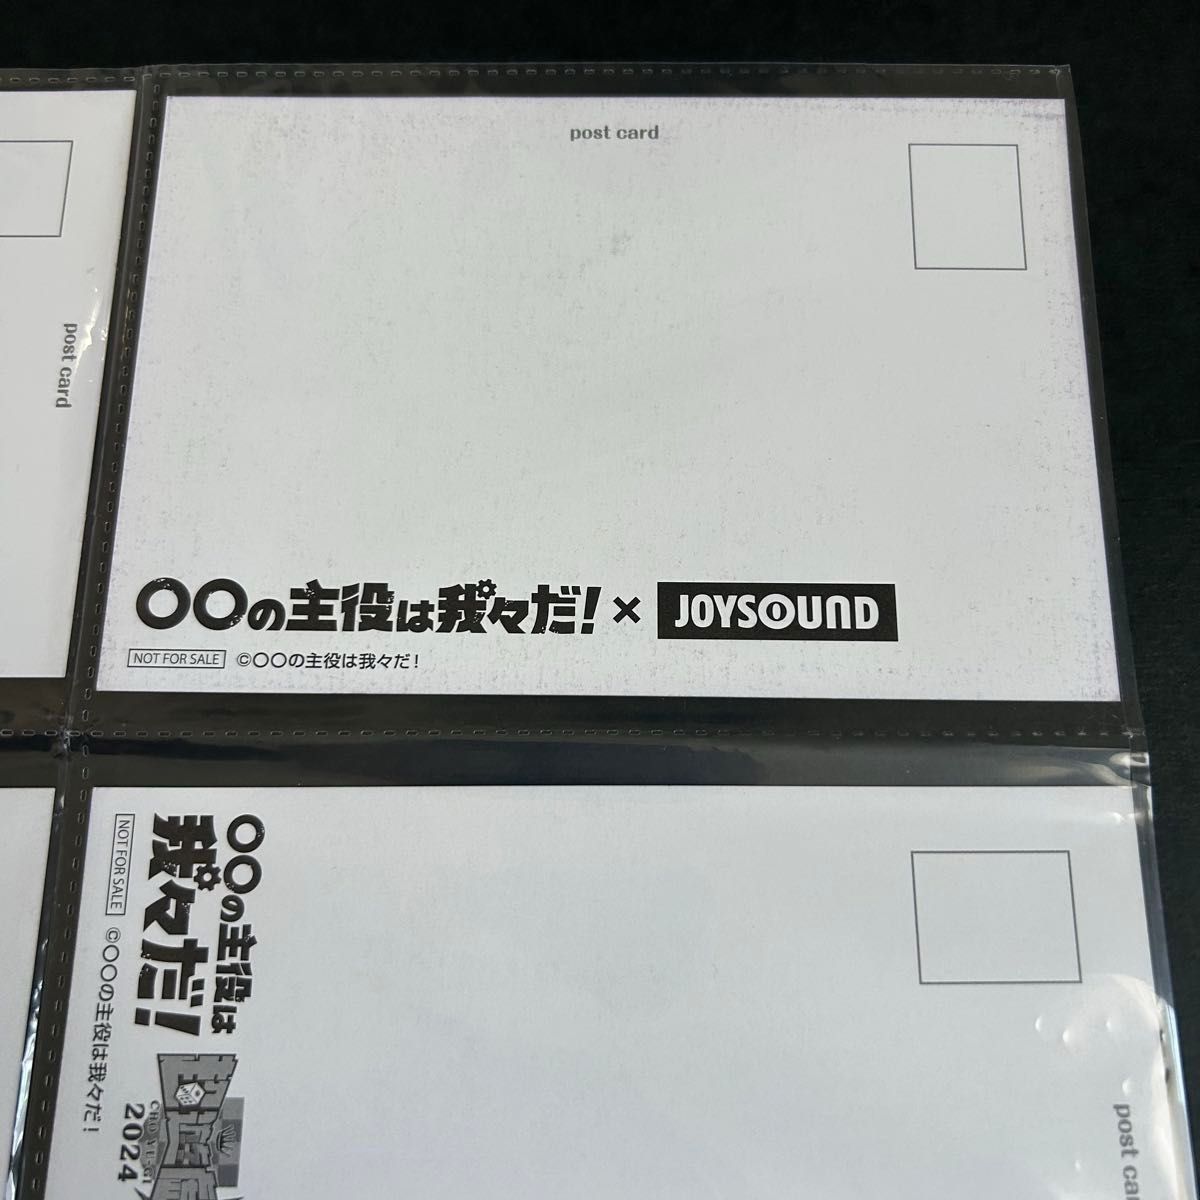 post card
〇〇の主役は我々だ!×JOYSOUND
NOT FOR SALE ©〇〇の主役は我々だ!
post card
〇〇の主役は
我々だ!
NOT FOR SALE ©〇〇の主役は我々だ!
2024
post ca